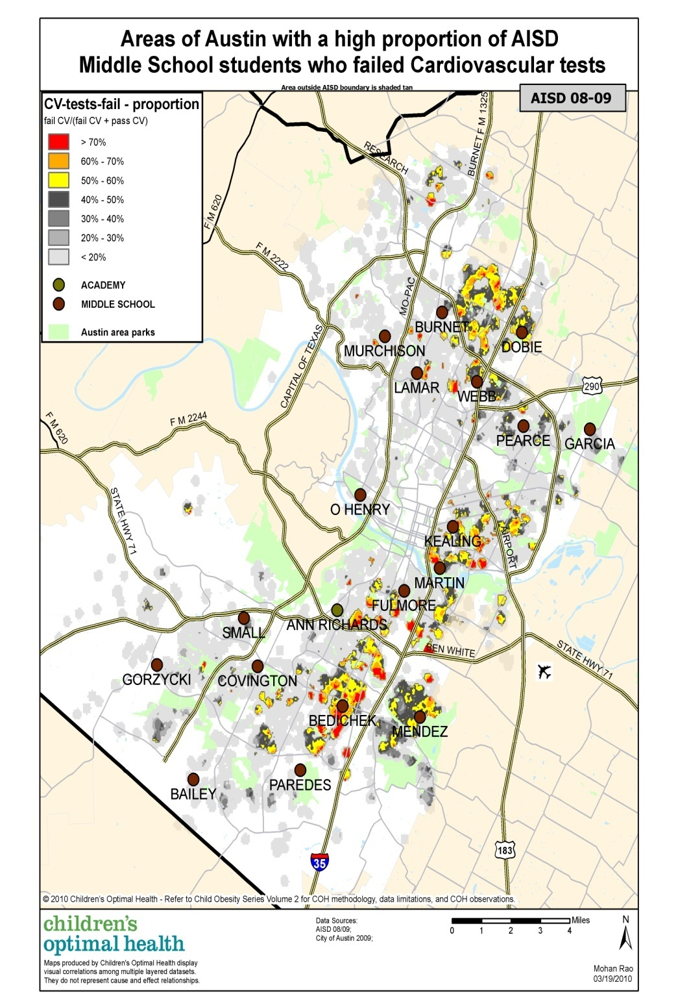 Areas of Austin with a high proportion of AISD
Middle School students who failed Cardiovascular tests
Area outside AISD boundary is shaded tan
AISD 08-09
CV-tests-fail - proportion
fail CV/(fail CV + pass CV)
> 70%
60% - 70%
50% - 60%
40% - 50%
30% - 40%
20% - 30%
< 20%
ACADEMY
MIDDLE SCHOOL
Austin area parks
RESEARCH
BURNET F M 1325
F M 620
F M 2222
MO-PAC
CAPITAL OF TEXAS
BURNET
DOBIE
MURCHISON
LAMAR
WEBB
290
F M 620
F M 2244
PEARCE
GARCIA
STATE HWY 71
O HENRY
KEALING
AIRPORT
MARTIN
FULMORE
ANN RICHARDS
SMALL
BEN WHITE
STATE HWY 71
GORZYCKI
COVINGTON
BEDICHEK
MENDEZ
PAREDES
BAILEY
183
35
© 2010 Children's Optimal Health - Refer to Child Obesity Series Volume 2 for COH methodology, data limitations, and COH observations.
children's
optimal health
Maps produced by Children's Optimal Health display
visual correlations among multiple layered datasets.
They do not represent cause and effect relationships.
Data Sources:
AISD 08/09;
City of Austin 2009;
Miles
0 1 2 3 4
N
Mohan Rao
03/19/2010